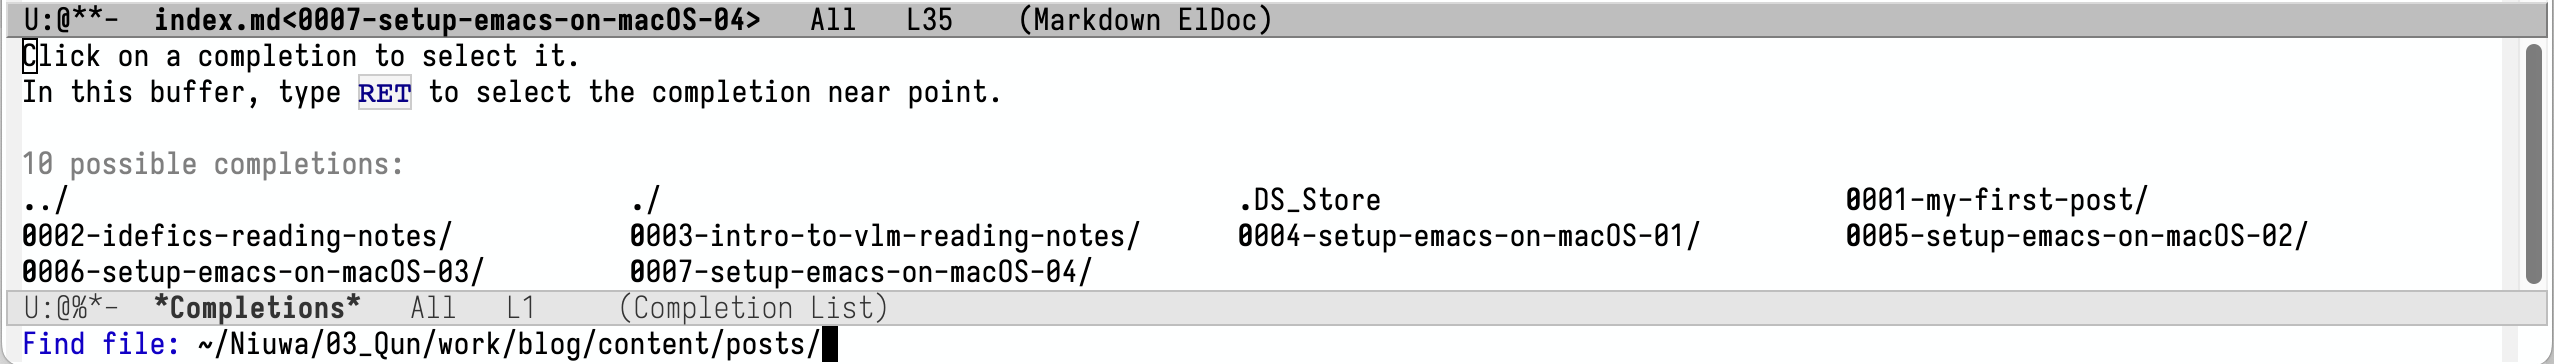 U:@**-  index.md<0007-setup-emacs-on-macOS-04>   All   L35    (Markdown ElDoc)
Click on a completion to select it.
In this buffer, type RET to select the completion near point.
10 possible completions:
../ ./ .DS_Store 0001-my-first-post/
0002-idefics-reading-notes/ 0003-intro-to-vlm-reading-notes/ 0004-setup-emacs-on-macOS-01/ 0005-setup-emacs-on-macOS-02/
0006-setup-emacs-on-macOS-03/ 0007-setup-emacs-on-macOS-04/
U:@%*-  *Completions*   All   L1     (Completion List)
Find file: ~/Niuwa/03_Qun/work/blog/content/posts/